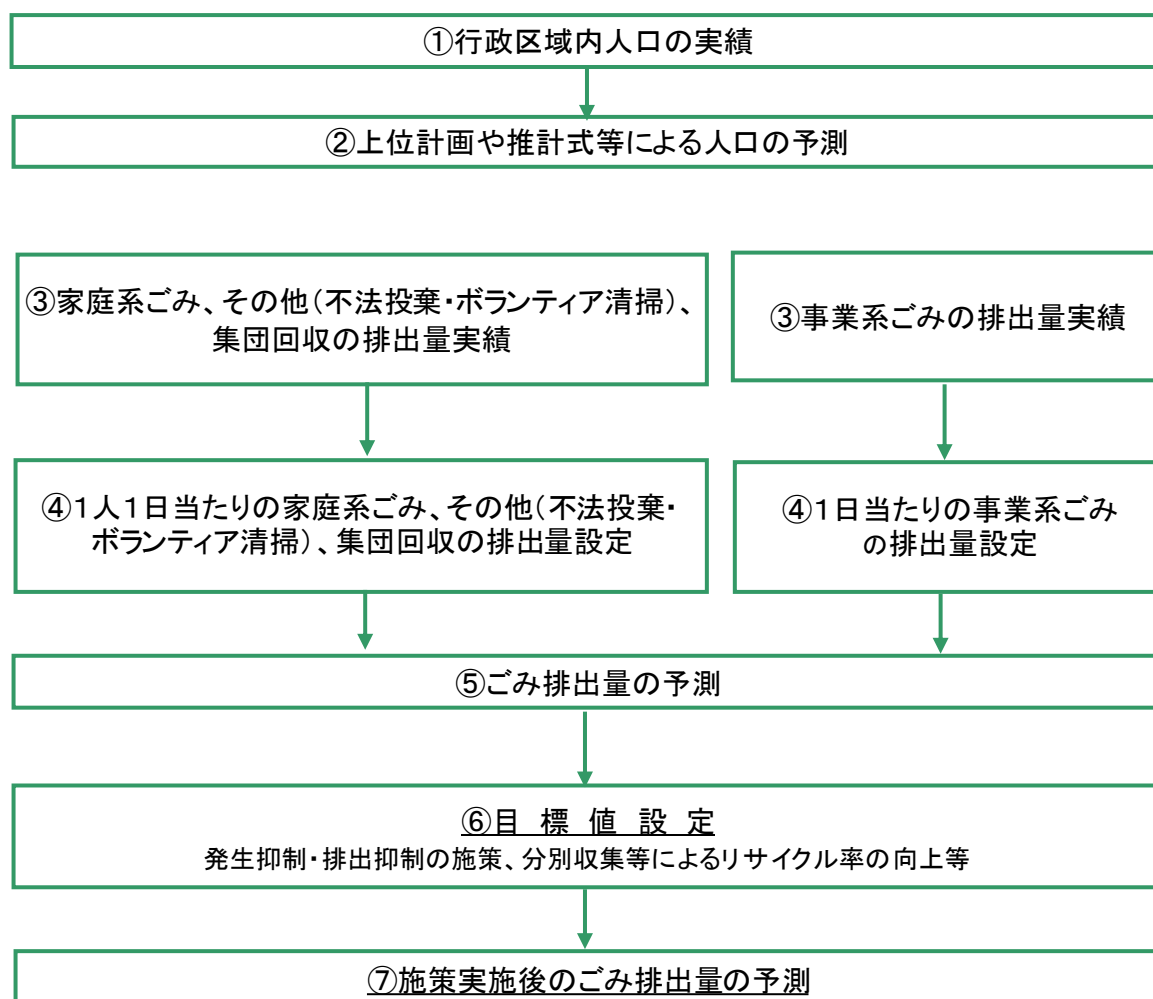 ①行政区域内人口の実績
②上位計画や推計式等による人口の予測
③家庭系ごみ、その他（不法投棄・ボランティア清掃）、
集団回収の排出量実績
③事業系ごみの排出量実績
④１人１日当たりの家庭系ごみ、その他（不法投棄・
ボランティア清掃）、集団回収の排出量設定
④１日当たりの事業系ごみ
の排出量設定
⑤ごみ排出量の予測
⑥目　標　値　設　定
発生抑制・排出抑制の施策、分別収集等によるリサイクル率の向上等
⑦施策実施後のごみ排出量の予測